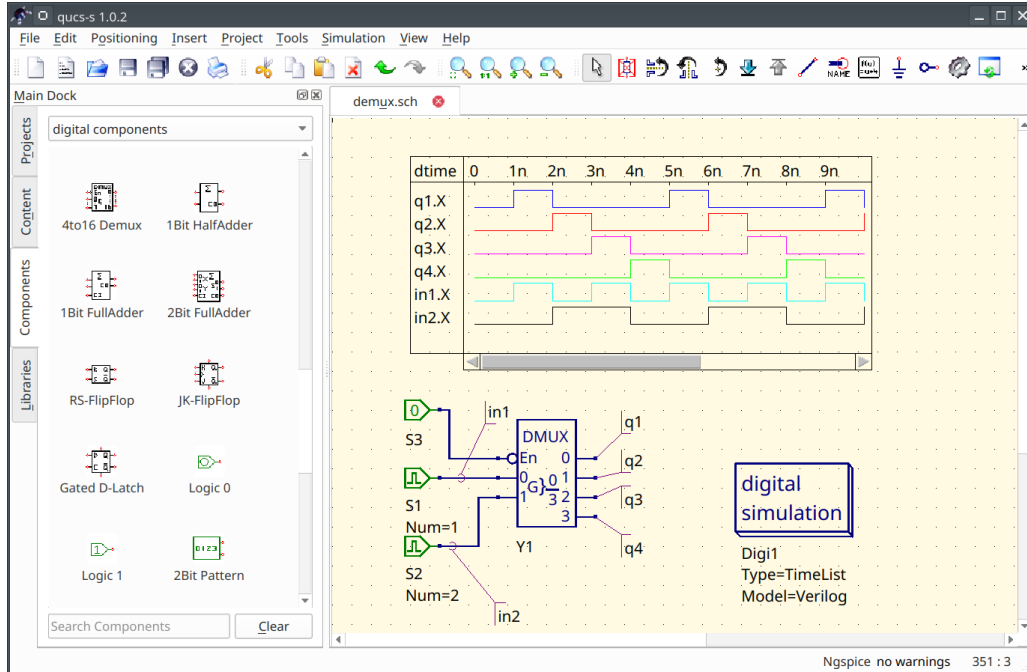 qucs-s 1.0.2
File Edit Positioning Insert Project Tools Simulation View Help
1:1
NAME
Main Dock
demux.sch
Projects
Content
Components
Libraries
digital components
4to16 Demux
1Bit HalfAdder
1Bit FullAdder
2Bit FullAdder
RS-FlipFlop
JK-FlipFlop
Gated D-Latch
Logic 0
Logic 1
2Bit Pattern
Search Components
Clear
dtime 0 1n 2n 3n 4n 5n 6n 7n 8n 9n
q1.X
q2.X
q3.X
q4.X
in1.X
in2.X
0
S3
in1
S1
Num=1
S2
Num=2
in2
DMUX
En 0
0 G} 0 1
1 3 2
3
Y1
q1
q2
q3
q4
digital
simulation
Digi1
Type=TimeList
Model=Verilog
Ngspice no warnings 351 : 3